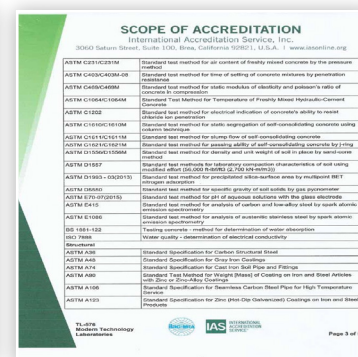 SCOPE OF ACCREDITATION
International Accreditation Service, Inc.
3060 Saturn Street, Suite 100, Brea, California 92821, U.S.A. / www.iasonline.org
ASTM C231/C231M Standard test method for air content of freshly mixed concrete by the pressure
method
ASTM C403/C403M-08 Standard test method for time of setting of concrete mixtures by penetration
resistance
ASTM C469/C469M Standard test method for static modulus of elasticity and poisson's ratio of
concrete in compression
ASTM C1064/C1064M Standard Test Method for Temperature of Freshly Mixed Hydraulic-Cement
Concrete
ASTM C1202 Standard test method for electrical indication of concrete's ability to resist
chloride ion penetration
ASTM C1610/C1610M Standard test method for static segregation of self-consolidating concrete using
column technique
ASTM C1611/C1611M Standard test method for slump flow of self-consolidating concrete
ASTM C1621/C1621M Standard test method for passing ability of self-consolidating concrete by j-ring
ASTM D1556/D1556M Standard test method for density and unit weight of soil in place by sand-cone
method
ASTM D1557 Standard test methods for laboratory compaction characteristics of soil using
modified effort (56,000 ft-lbf/ft3 (2,700 kN-m/m3))
ASTM D1993 - 03(2013) Standard test method for precipitated silica-surface area by multipoint BET
nitrogen adsorption
ASTM D5550 Standard test method for specific gravity of soil solids by gas pycnometer
ASTM E70-07(2015) Standard test method for pH of aqueous solutions with the glass electrode
ASTM E415 Standard test method for analysis of carbon and low-alloy steel by spark atomic
emission spectrometry
ASTM E1086 Standard test method for analysis of austenitic stainless steel by spark atomic
emission spectrometry
BS 1881-122 Testing concrete - method for determination of water absorption
ISO 7888 Water quality - determination of electrical conductivity
Structural
ASTM A36 Standard Specification for Carbon Structural Steel
ASTM A48 Standard Specification for Gray Iron Castings
ASTM A74 Standard Specification for Cast Iron Soil Pipe and Fittings
ASTM A90 Standard Test Method for Weight [Mass] of Coating on Iron and Steel Articles
with Zinc or Zinc-Alloy Coatings
ASTM A106 Standard Specification for Seamless Carbon Steel Pipe for High Temperature
Service
ASTM A123 Standard Specification for Zinc (Hot-Dip Galvanized) Coatings on Iron and Steel
Products
TL-575
Modern Technology
Laboratories
ilac-MRA
IAS INTERNATIONAL
ACCREDITATION
SERVICE
Page 3 of